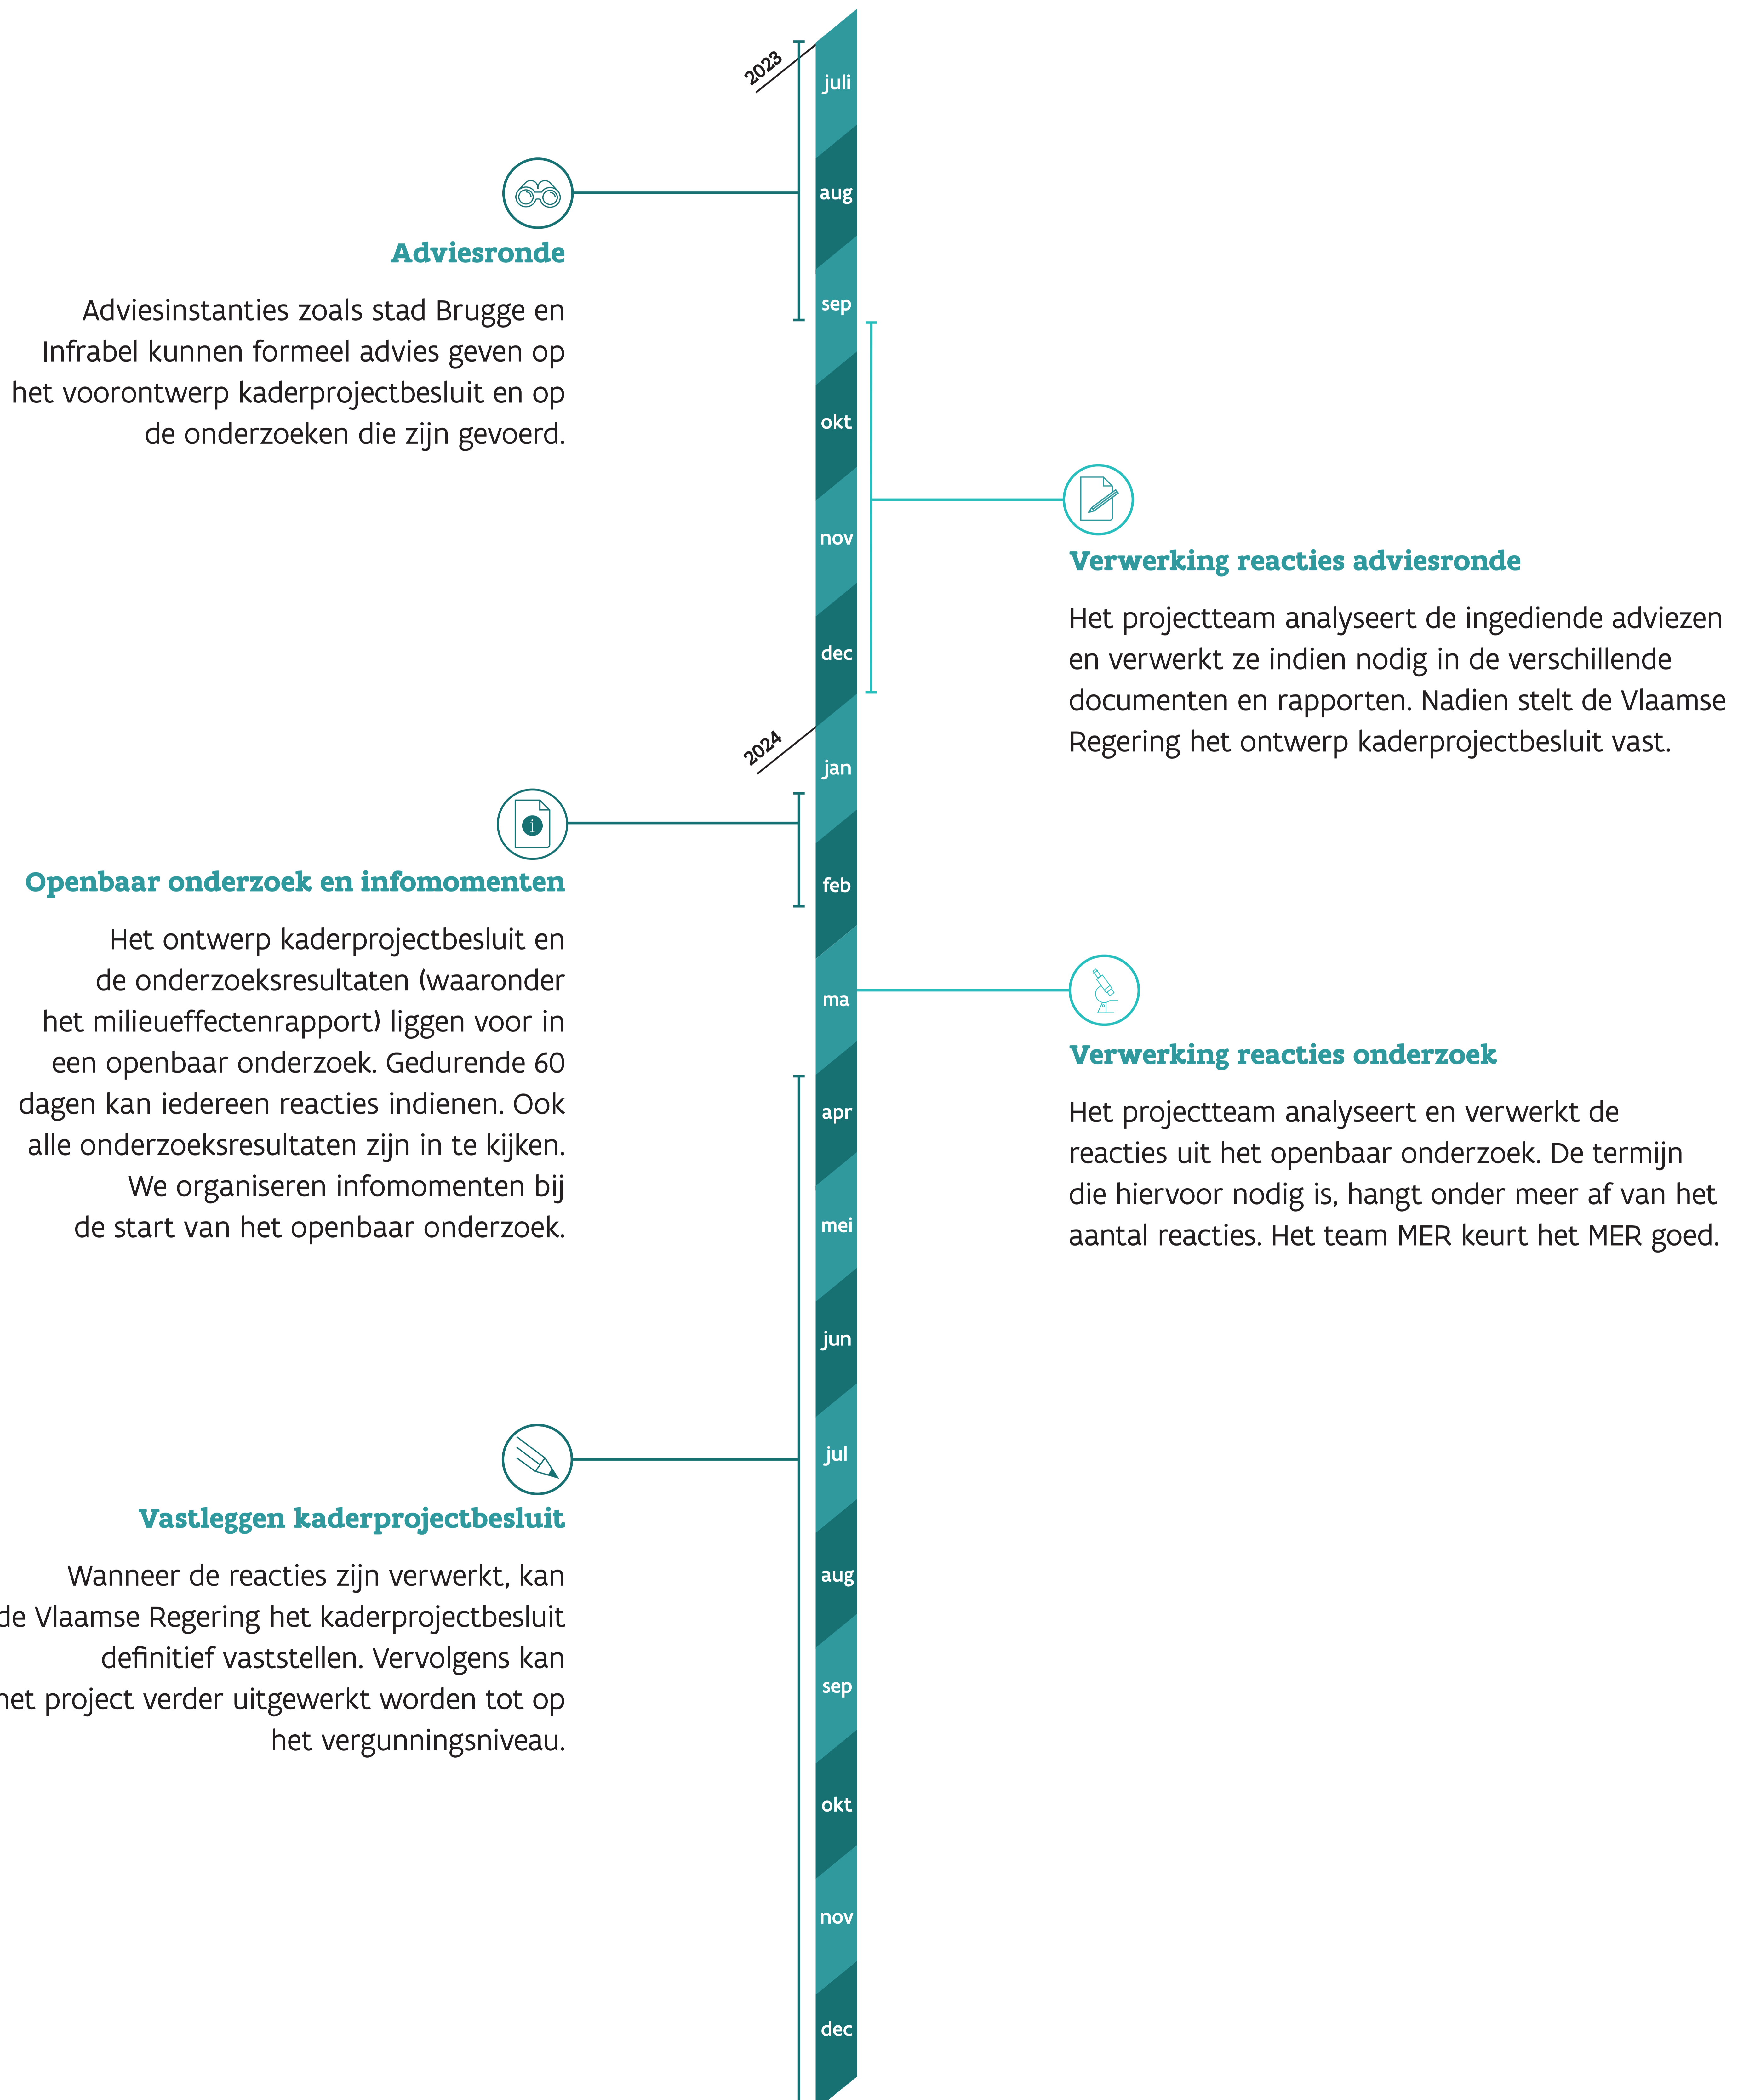 2023
juli
aug
Adviesronde
Adviesinstanties zoals stad Brugge en
Infrabel kunnen formeel advies geven op
het voorontwerp kaderprojectbesluit en op
de onderzoeken die zijn gevoerd.
sep
okt
nov
Verwerking reacties adviesronde
Het projectteam analyseert de ingediende adviezen
en verwerkt ze indien nodig in de verschillende
documenten en rapporten. Nadien stelt de Vlaamse
Regering het ontwerp kaderprojectbesluit vast.
dec
2024
jan
Openbaar onderzoek en infomomenten
Het ontwerp kaderprojectbesluit en
de onderzoeksresultaten (waaronder
het milieueffectenrapport) liggen voor in
een openbaar onderzoek. Gedurende 60
dagen kan iedereen reacties indienen. Ook
alle onderzoeksresultaten zijn in te kijken.
We organiseren infomomenten bij
de start van het openbaar onderzoek.
feb
ma
Verwerking reacties onderzoek
Het projectteam analyseert en verwerkt de
reacties uit het openbaar onderzoek. De termijn
die hiervoor nodig is, hangt onder meer af van het
aantal reacties. Het team MER keurt het MER goed.
apr
mei
jun
jul
Vastleggen kaderprojectbesluit
Wanneer de reacties zijn verwerkt, kan
de Vlaamse Regering het kaderprojectbesluit
definitief vaststellen. Vervolgens kan
het project verder uitgewerkt worden tot op
het vergunningsniveau.
aug
sep
okt
nov
dec